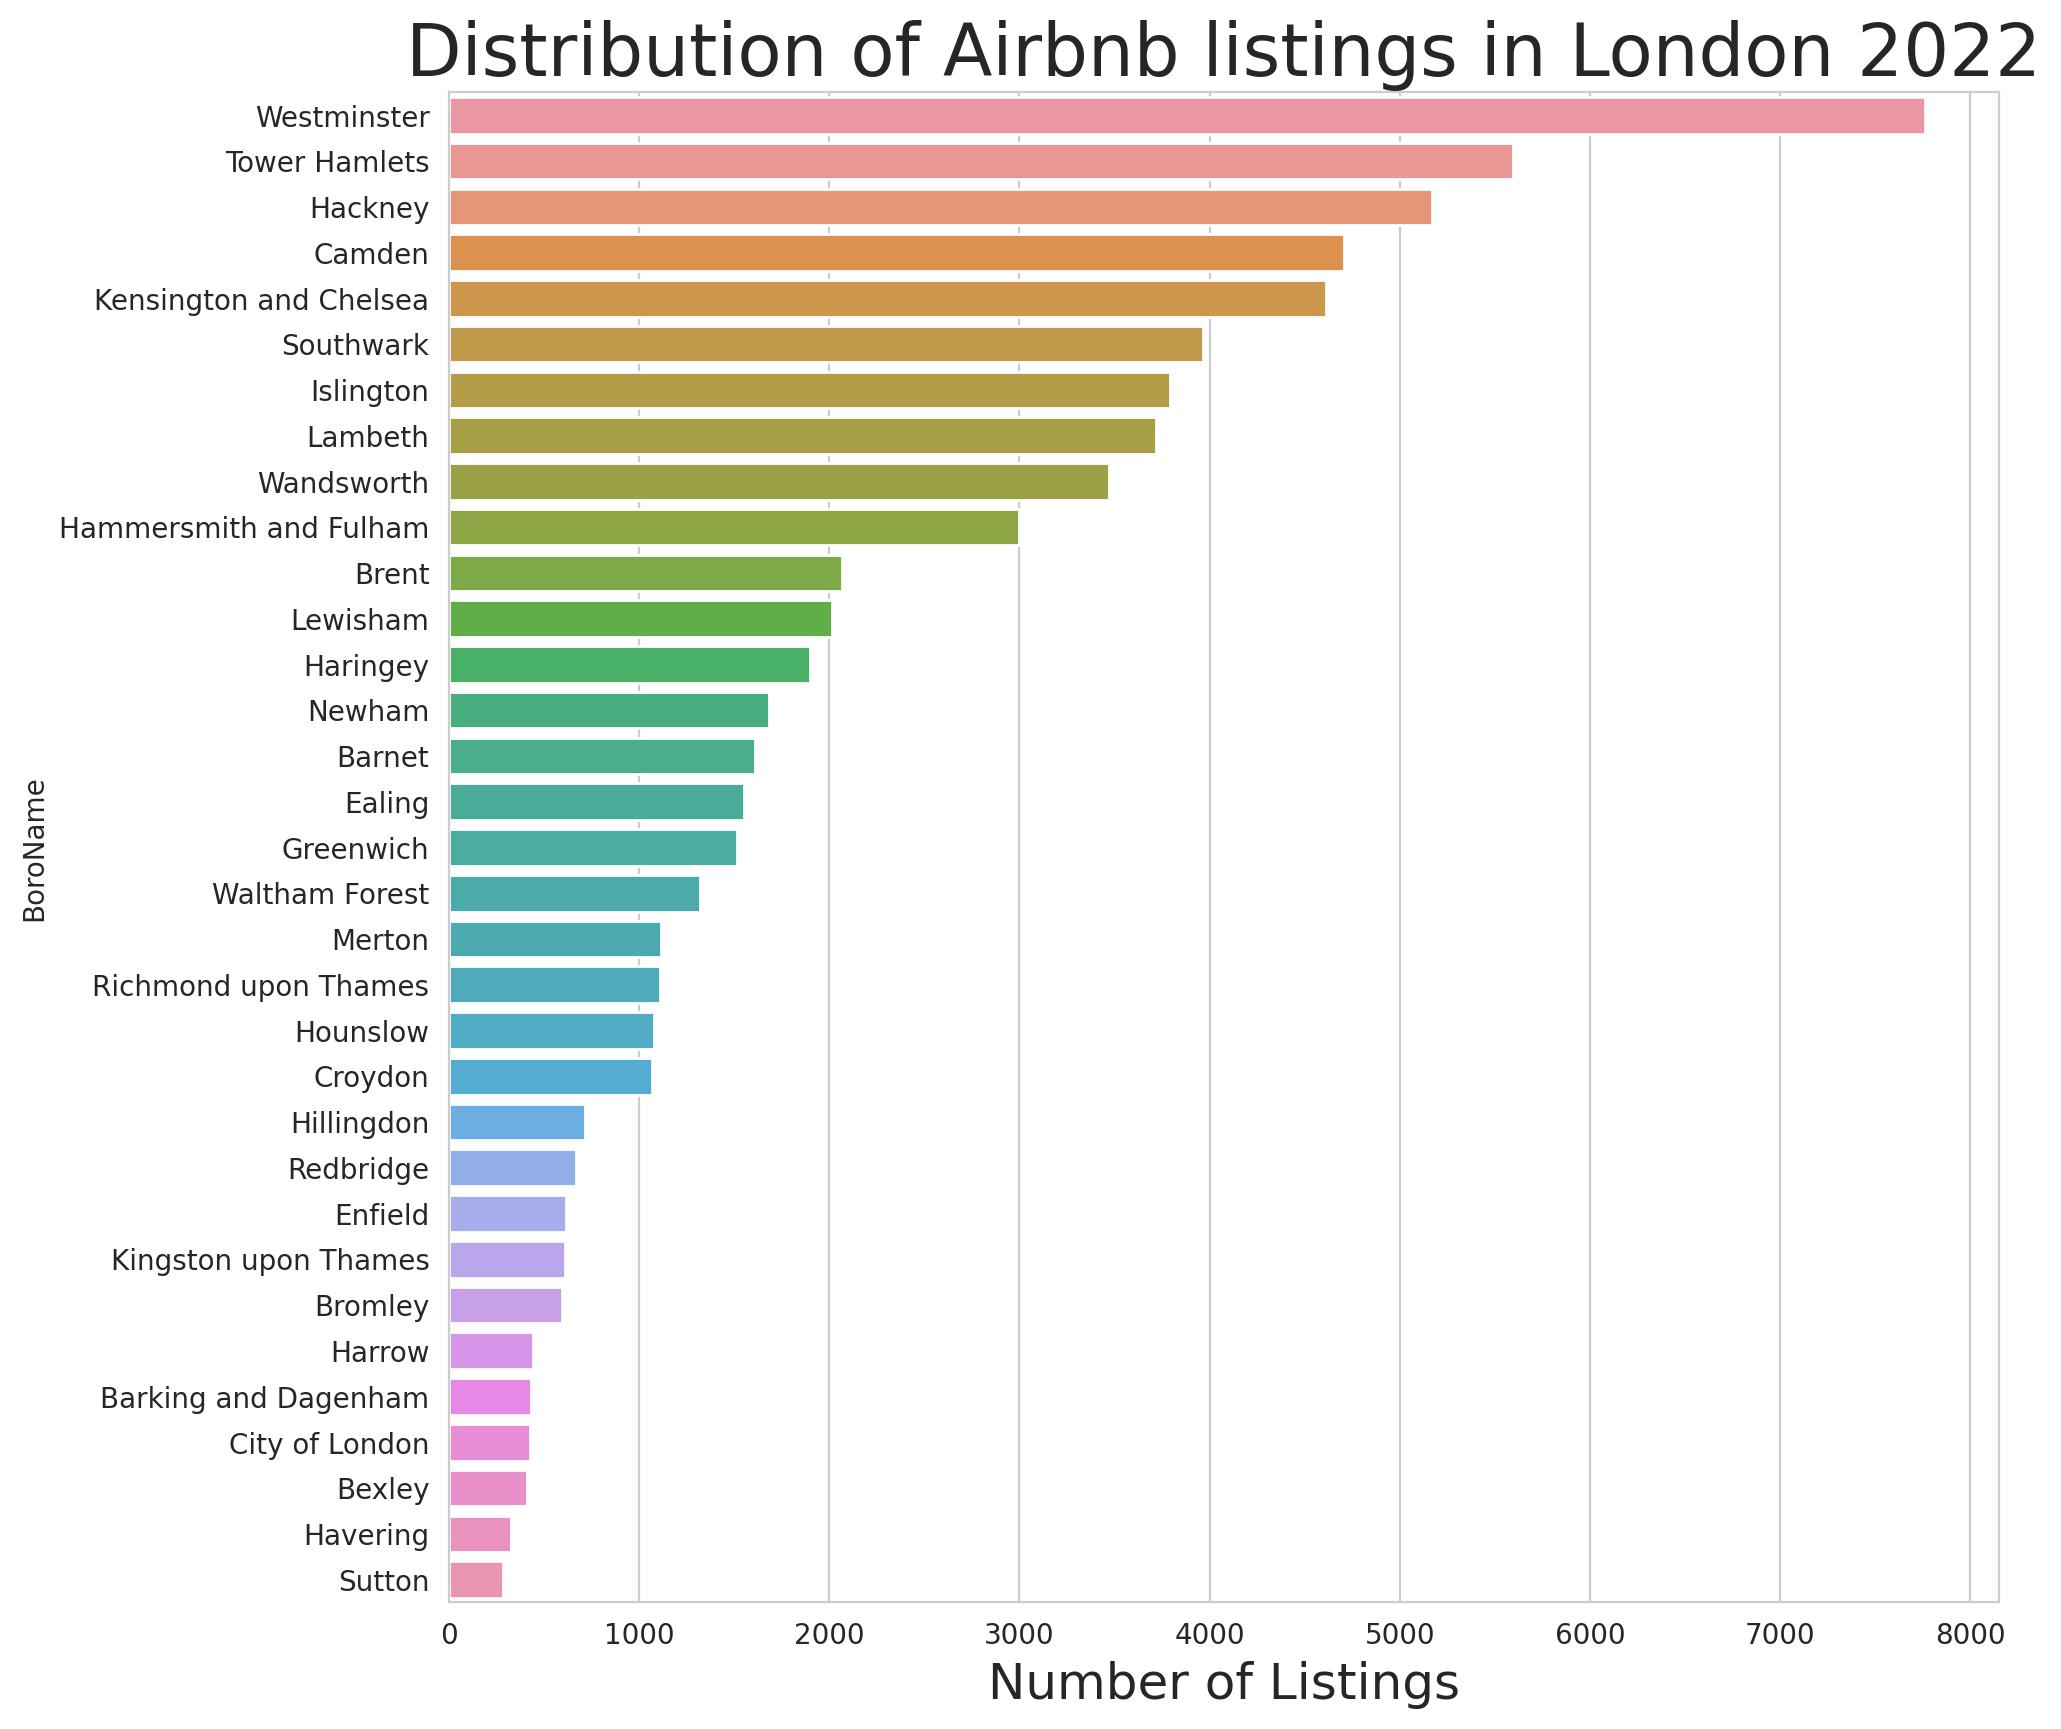 Distribution of Airbnb listings in London 2022
Westminster
Tower Hamlets
Hackney
Camden
Kensington and Chelsea
Southwark
Islington
Lambeth
Wandsworth
Hammersmith and Fulham
Brent
Lewisham
Haringey
Newham
Barnet
Ealing
Greenwich
Waltham Forest
Merton
Richmond upon Thames
Hounslow
Croydon
Hillingdon
Redbridge
Enfield
Kingston upon Thames
Bromley
Harrow
Barking and Dagenham
City of London
Bexley
Havering
Sutton
BoroName
0 1000 2000 3000 4000 5000 6000 7000 8000
Number of Listings